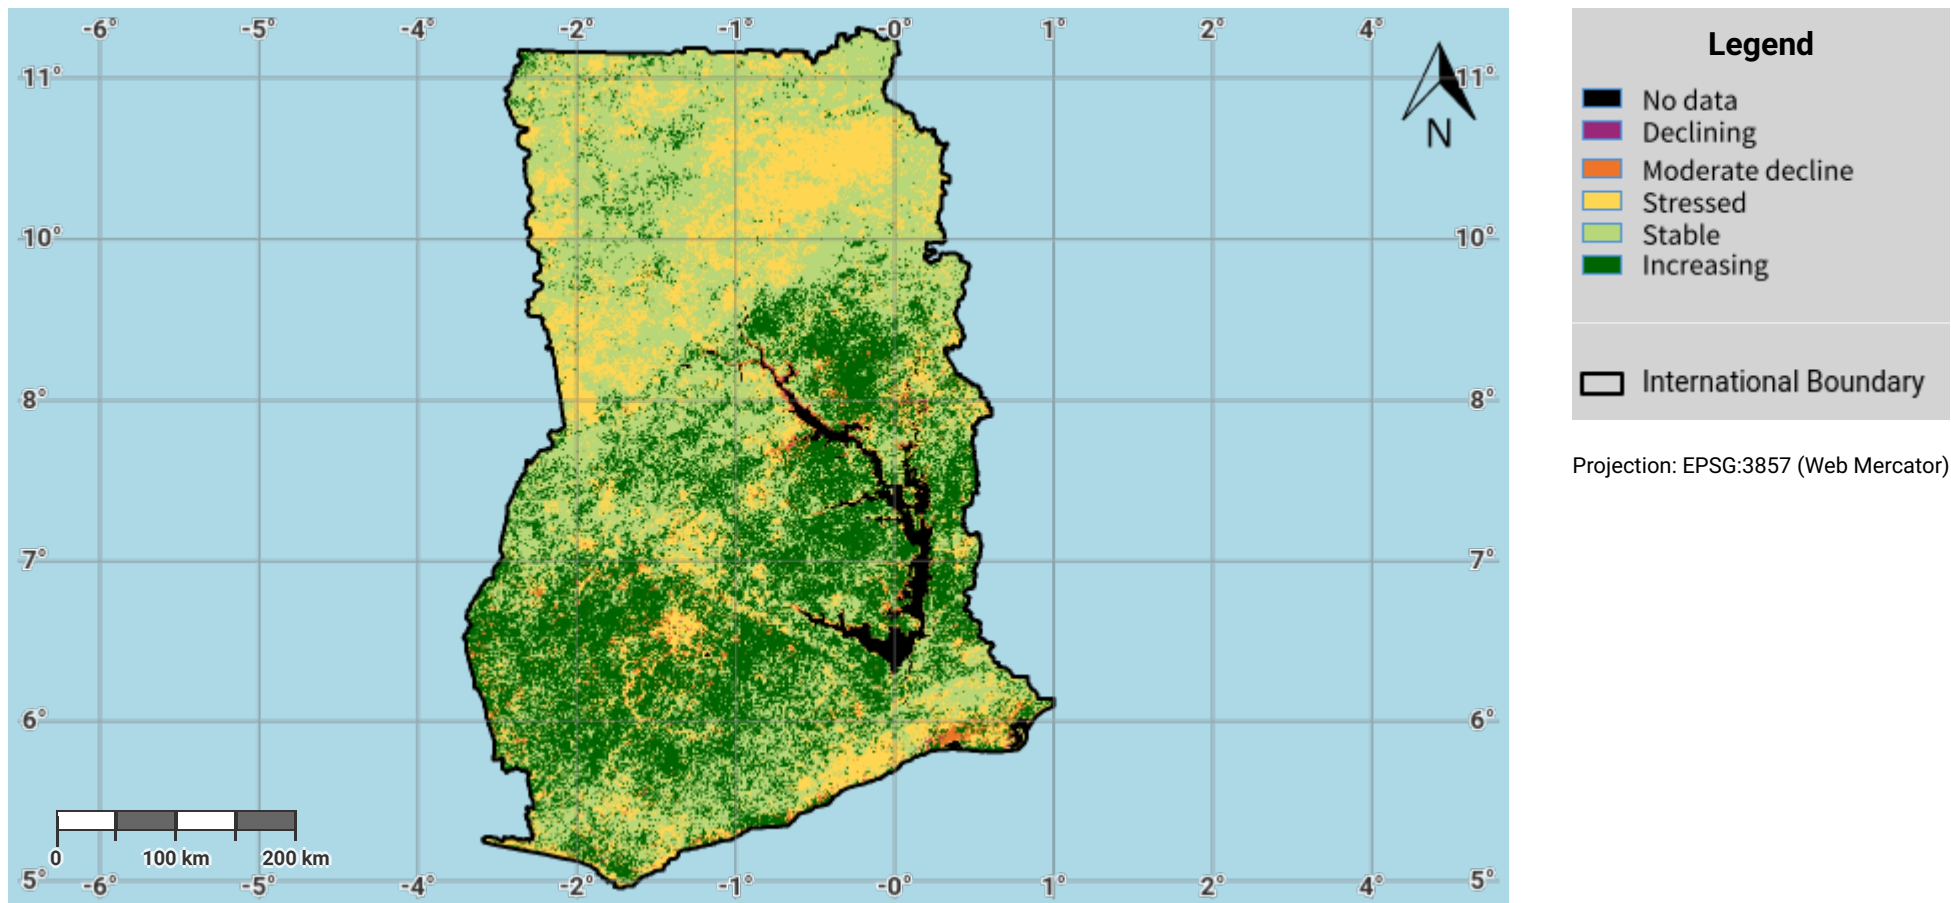 -6° -5° -4° -2° -1° -0° 1° 2° 4°
11° 11°
N
10° 10°
8° 8°
7° 7°
6° 6°
0 100 km 200 km
5° 5°
-6° -5° -4° -2° -1° -0° 1° 2° 4°
Legend
No data
Declining
Moderate decline
Stressed
Stable
Increasing
International Boundary
Projection: EPSG:3857 (Web Mercator)